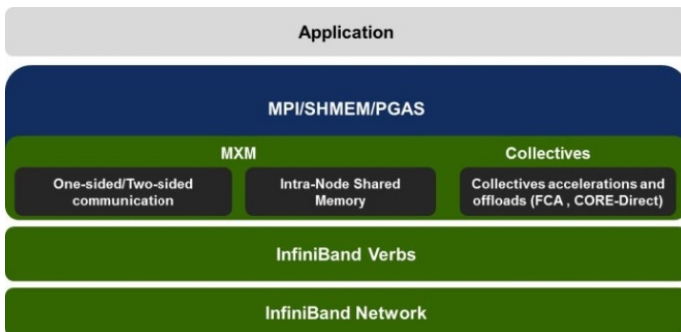 Application
MPI/SHMEM/PGAS
MXM
Collectives
One-sided/Two-sided
communication
Intra-Node Shared
Memory
Collectives accelerations and
offloads (FCA , CORE-Direct)
InfiniBand Verbs
InfiniBand Network